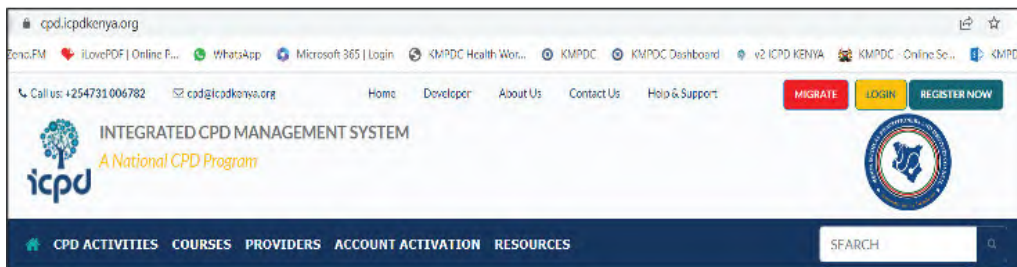 cpd.icpdkenya.org
Zeno.FM iLovePDF | Online P... WhatsApp Microsoft 365 | Login KMPDC Health Wor... KMPDC KMPDC Dashboard v2 ICPD KENYA KMPDC - Online Se... KMPD
Call us: +254731006782 cpd@icpdkenya.org Home Developer About Us Contact Us Help & Support MIGRATE LOGIN REGISTER NOW
INTEGRATED CPD MANAGEMENT SYSTEM
A National CPD Program
icpd
CPD ACTIVITIES COURSES PROVIDERS ACCOUNT ACTIVATION RESOURCES SEARCH